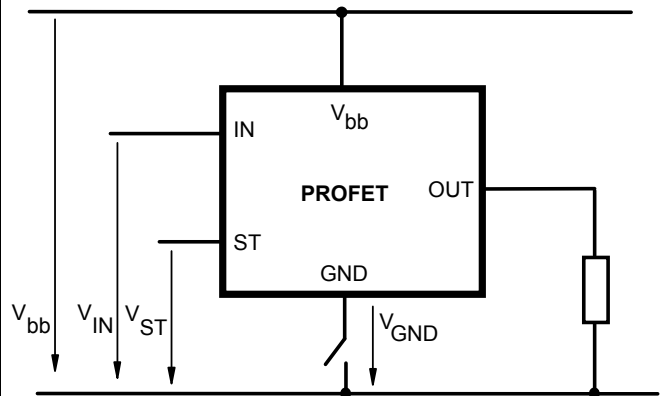 Vbb
IN
PROFET
OUT
ST
GND
Vbb
VIN
VST
VGND